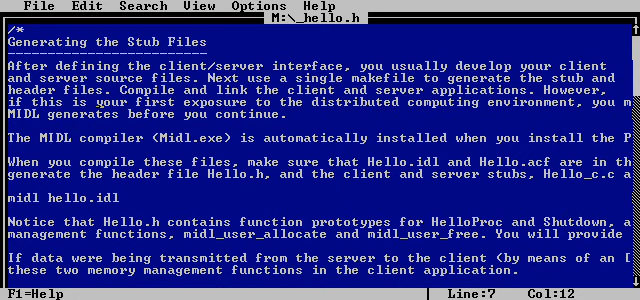 File Edit Search View Options Help
M:\_hello.h
/*
Generating the Stub Files
-------------------------
After defining the client/server interface, you usually develop your client
and server source files. Next use a single makefile to generate the stub and
header files. Compile and link the client and server applications. However,
if this is your first exposure to the distributed computing environment, you m
MIDL generates before you continue.
The MIDL compiler (Midl.exe) is automatically installed when you install the P
When you compile these files, make sure that Hello.idl and Hello.acf are in th
generate the header file Hello.h, and the client and server stubs, Hello_c.c a
midl hello.idl
Notice that Hello.h contains function prototypes for HelloProc and Shutdown, a
management functions, midl_user_allocate and midl_user_free. You will provide
If data were being transmitted from the server to the client (by means of an [
these two memory management functions in the client application.
F1=Help Line:7 Col:12